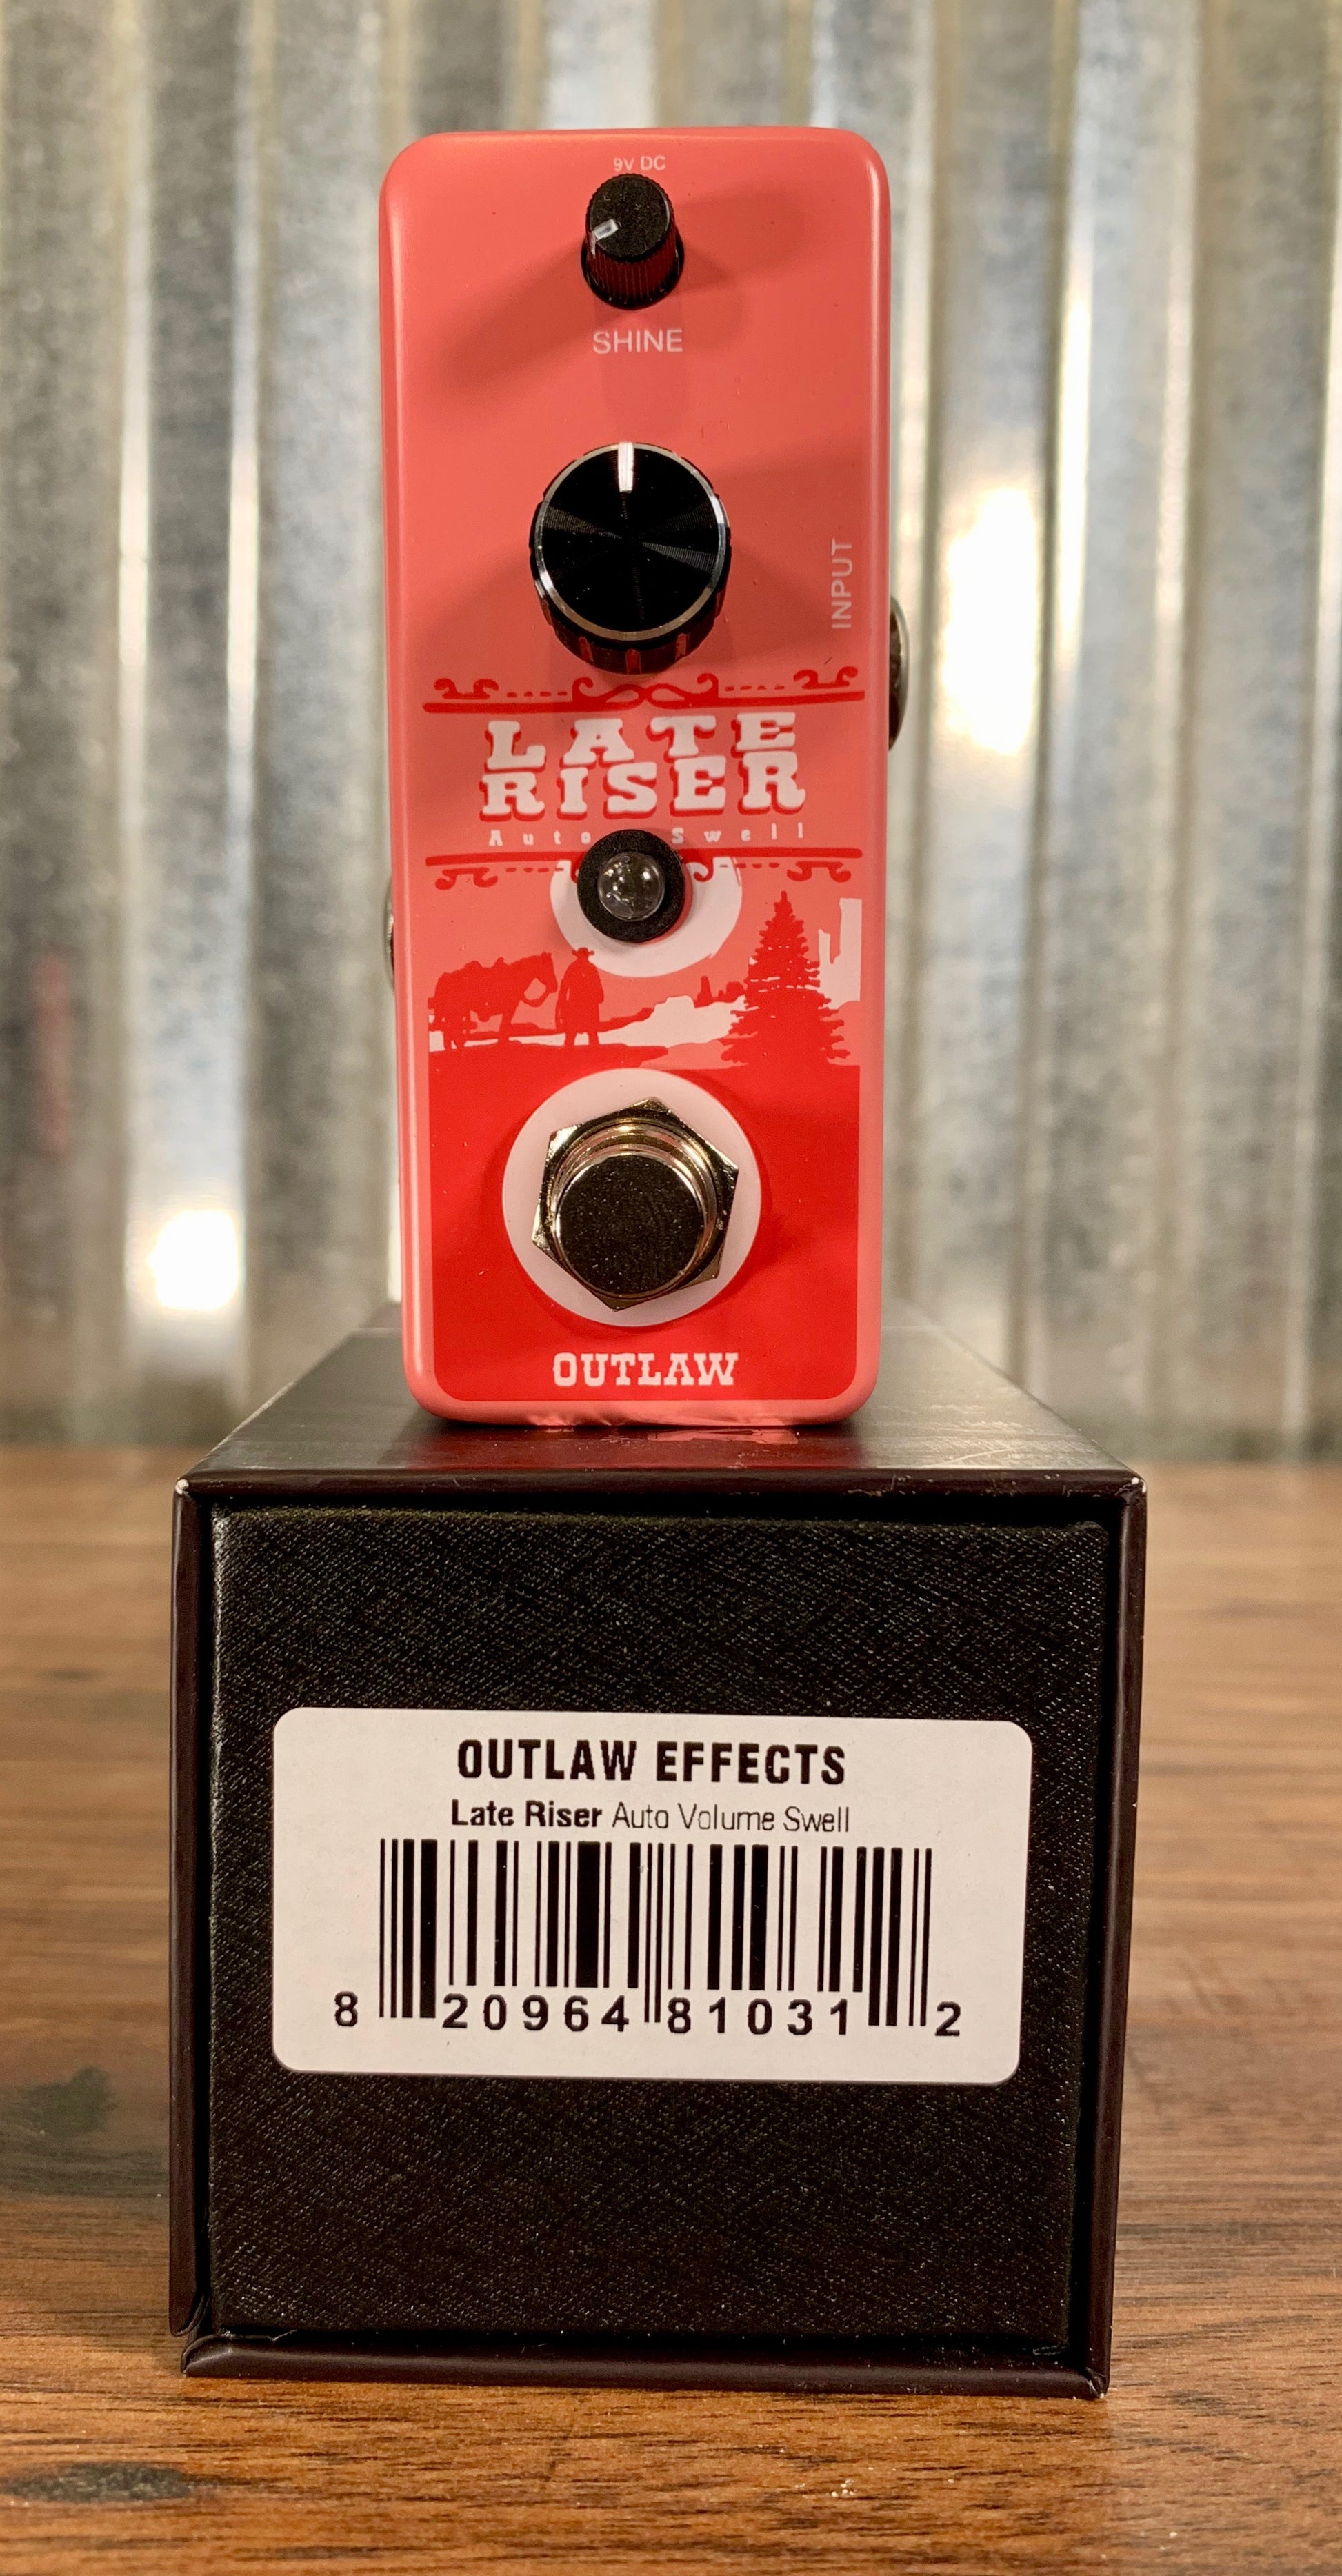 9V DC
SHINE
INPUT
LATE
RISER
Auto Swell
OUTLAW
OUTLAW EFFECTS
Late Riser Auto Volume Swell
8 20964 81031 2